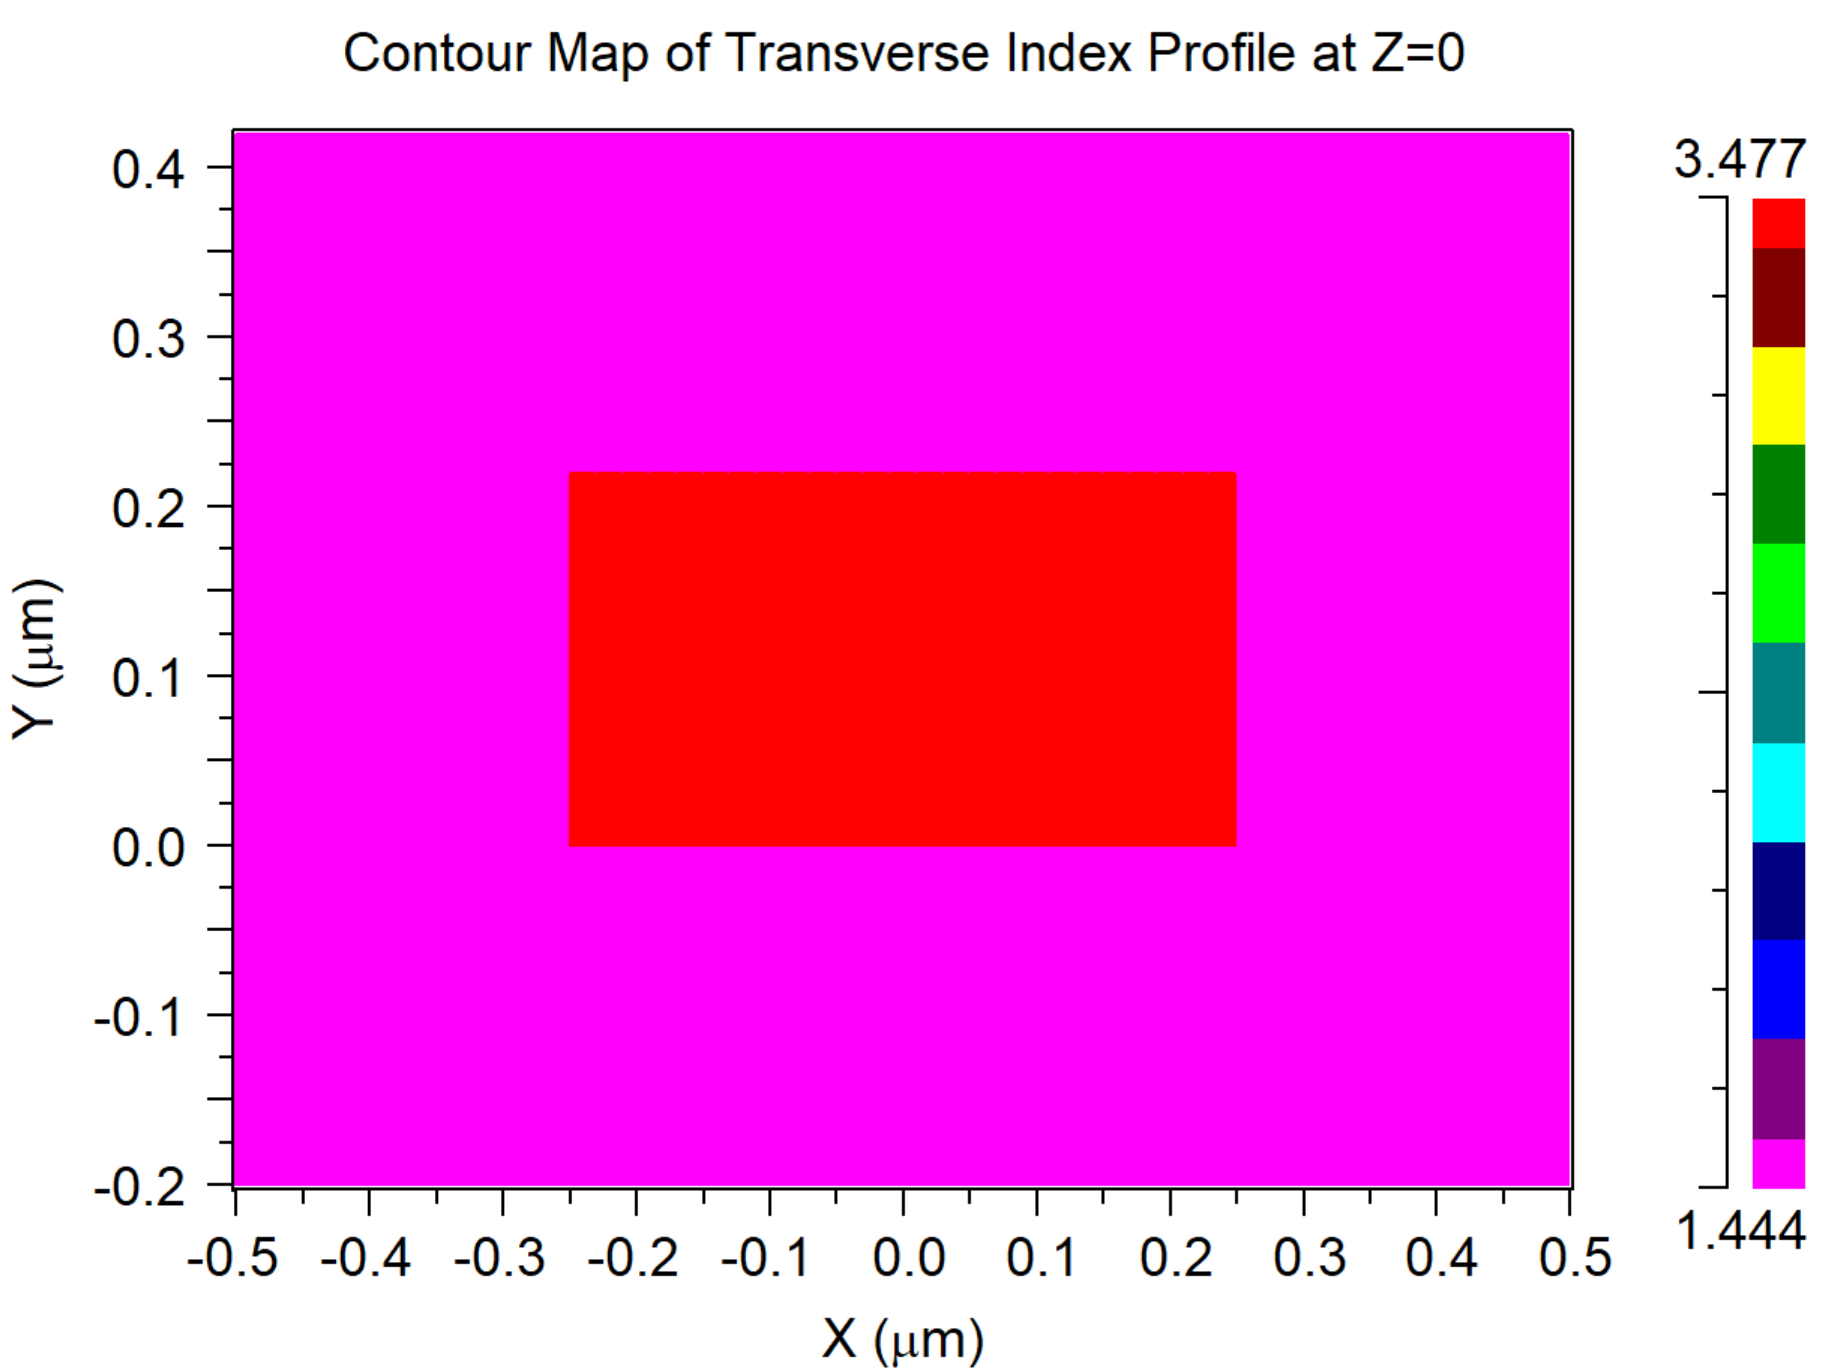 Contour Map of Transverse Index Profile at Z=0
3.477
0.4
0.3
0.2
0.1
0.0
-0.1
-0.2
Y (μm)
1.444
-0.5 -0.4 -0.3 -0.2 -0.1 0.0 0.1 0.2 0.3 0.4 0.5
X (μm)